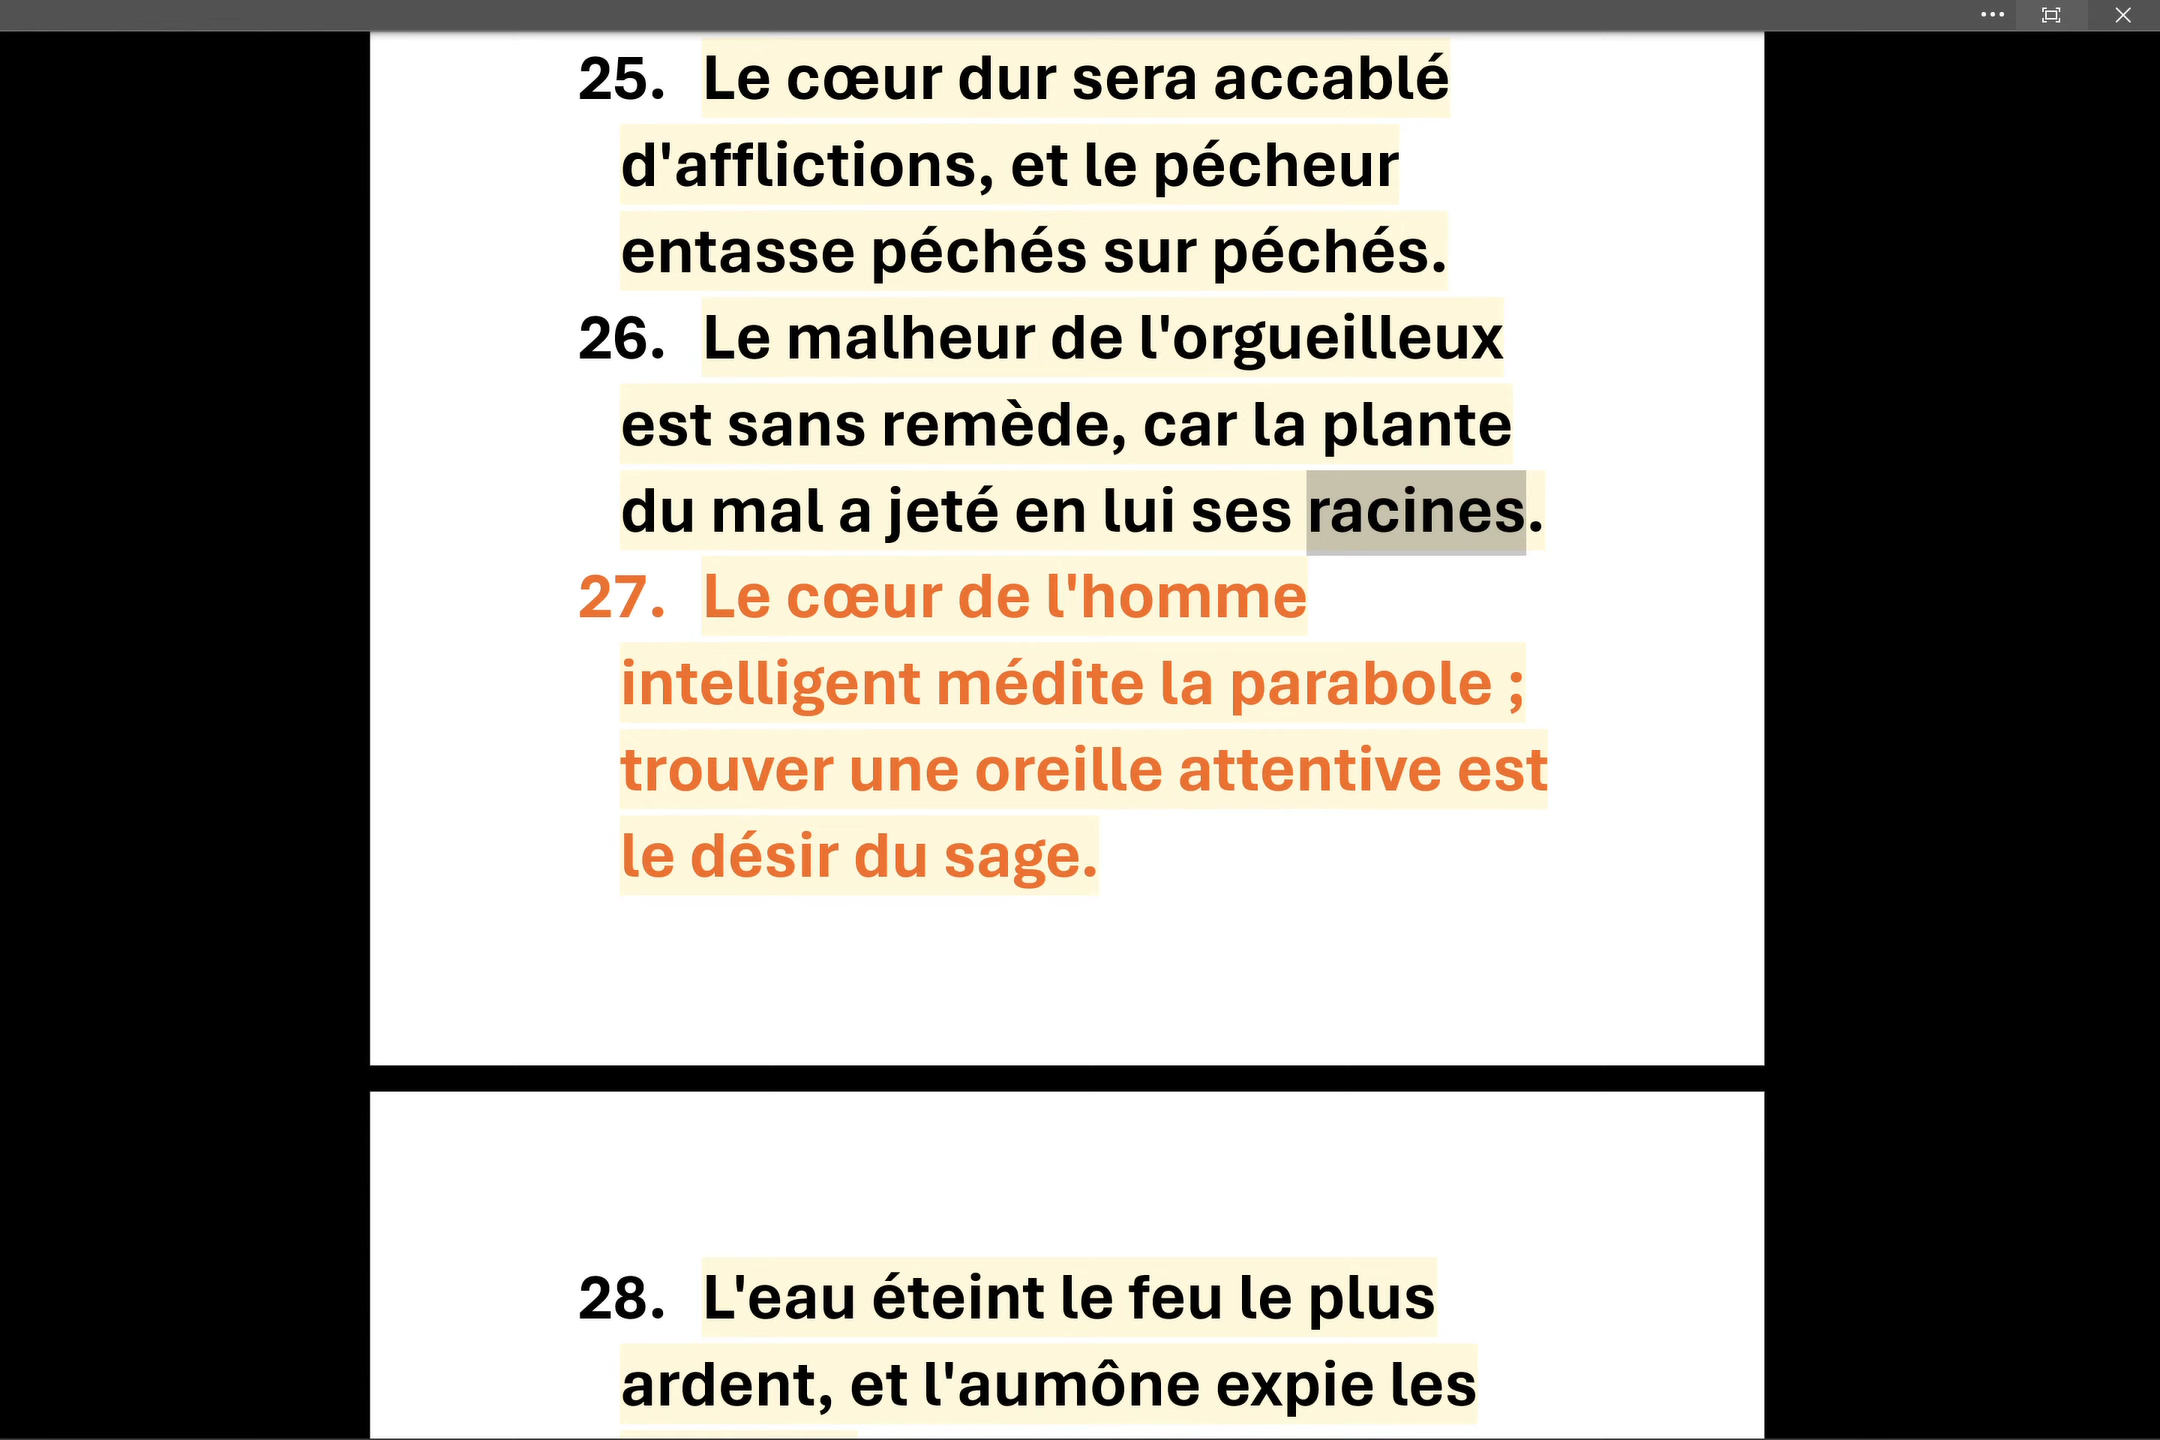 25. Le cœur dur sera accablé
d'afflictions, et le pécheur
entasse péchés sur péchés.
26. Le malheur de l'orgueilleux
est sans remède, car la plante
du mal a jeté en lui ses racines.
27. Le cœur de l'homme
intelligent médite la parabole ;
trouver une oreille attentive est
le désir du sage.
28. L'eau éteint le feu le plus
ardent, et l'aumône expie les